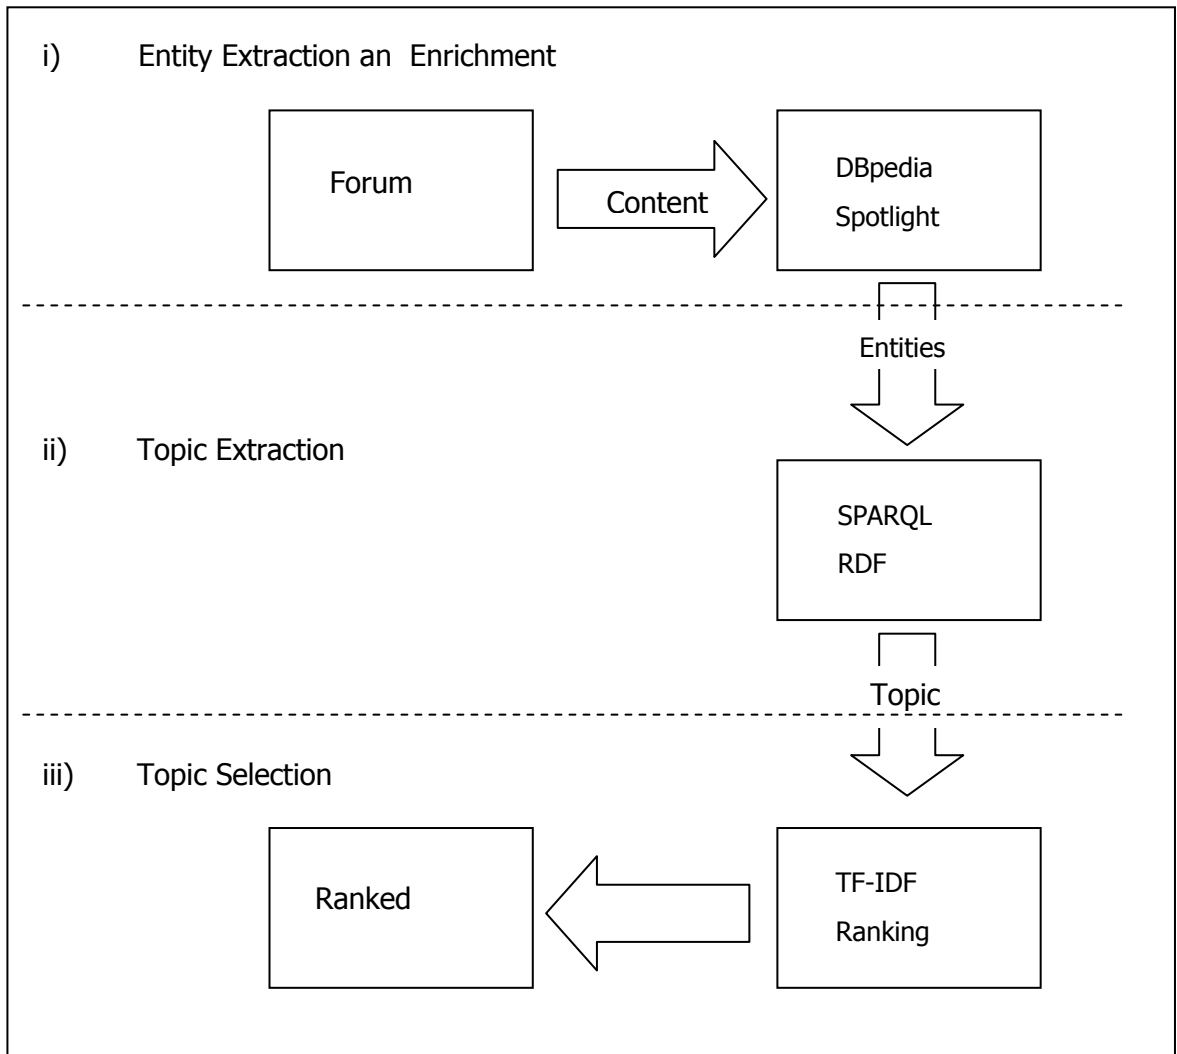 i) Entity Extraction an Enrichment
Forum
Content
DBpedia
Spotlight
Entities
ii) Topic Extraction
SPARQL
RDF
Topic
iii) Topic Selection
Ranked
TF-IDF
Ranking